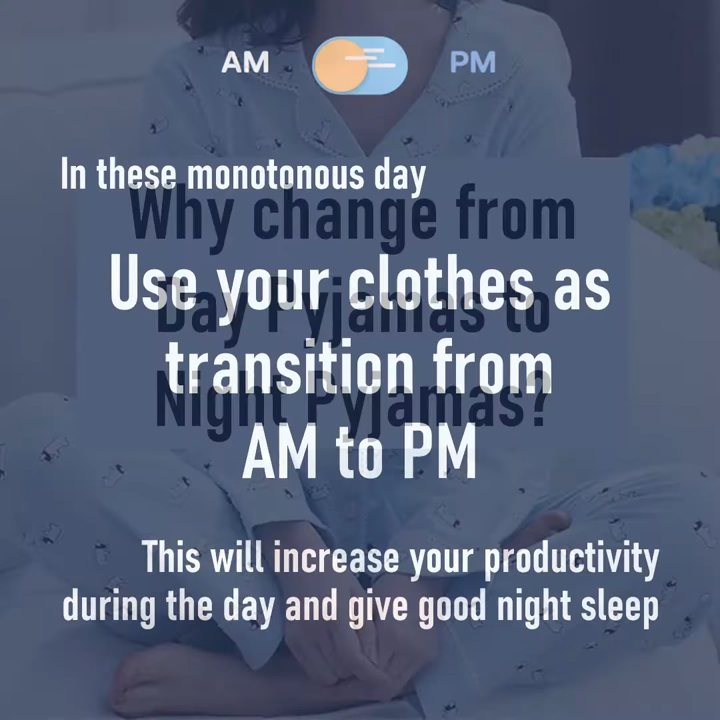 AM PM
In these monotonous day
Why change from
Use your clothes as
Day Pyjamas to
transition from
Night Pyjamas?
AM to PM
This will increase your productivity
during the day and give good night sleep